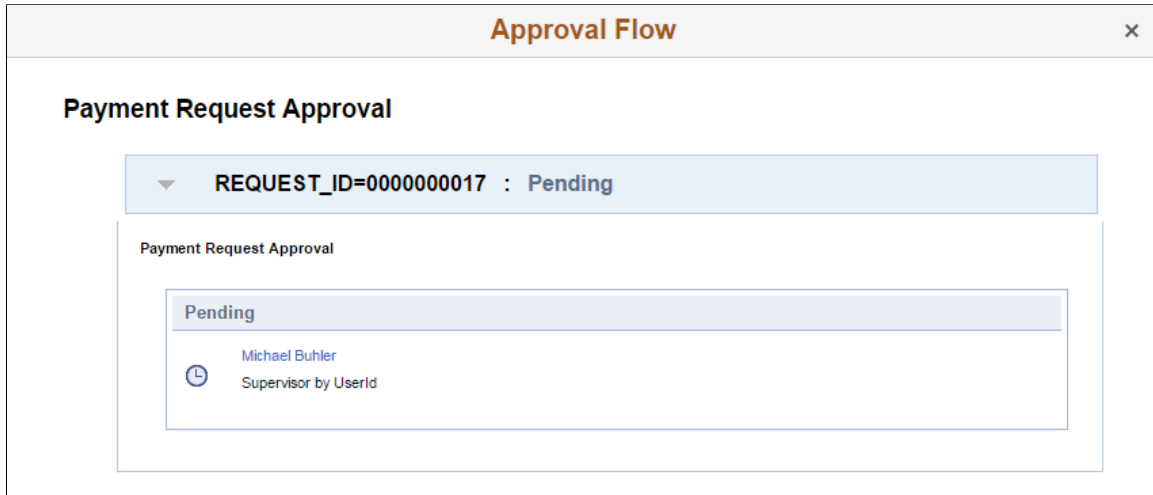 Approval Flow ×
Payment Request Approval
REQUEST_ID=0000000017 : Pending
Payment Request Approval
Pending
Michael Buhler
Supervisor by UserId